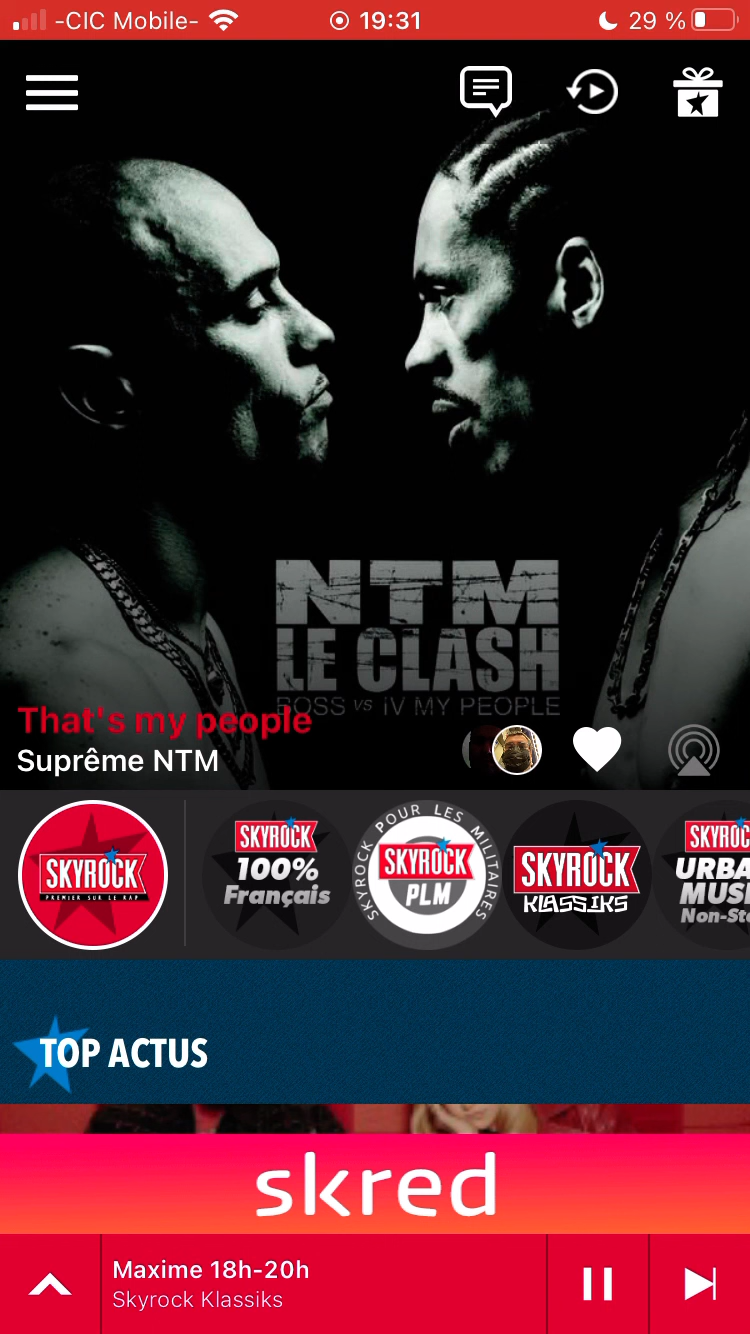 -CIC Mobile-
19:31
29 %
NTM
LE CLASH
BOSS vs IV MY PEOPLE
That's my people
Suprême NTM
SKYROCK
PREMIER SUR LE RAP
SKYROCK
100%
Français
SKYROCK POUR LES MILITAIRES
SKYROCK
PLM
SKYROCK
KLASSIKS
SKYROC
URBA
MUSI
Non-Sto
TOP ACTUS
skred
Maxime 18h-20h
Skyrock Klassiks